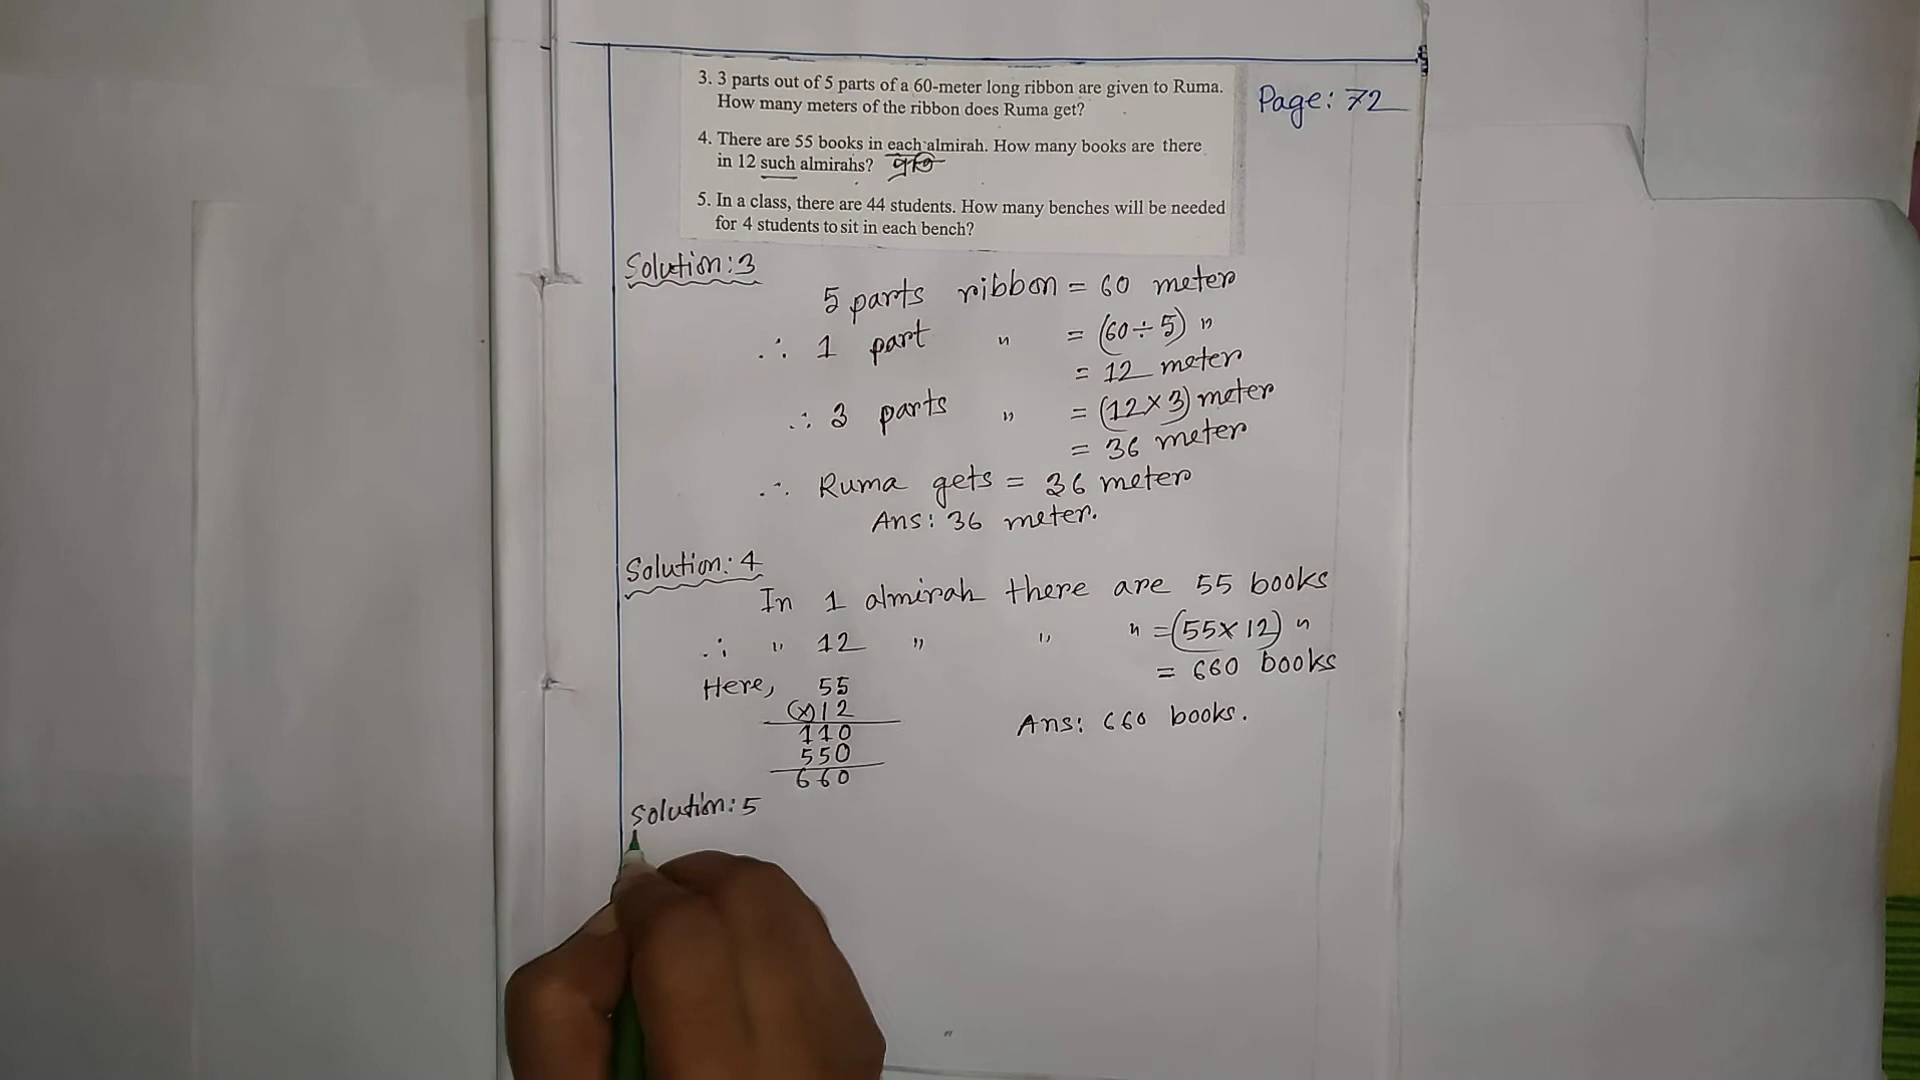 3. 3 parts out of 5 parts of a 60-meter long ribbon are given to Ruma.
How many meters of the ribbon does Ruma get?
Page: 72
4. There are 55 books in each almirah. How many books are there
in 12 such almirahs? প্রতি
5. In a class, there are 44 students. How many benches will be needed
for 4 students to sit in each bench?
Solution:3
5 parts ribbon = 60 meter
∴ 1 part " = (60÷5) "
= 12 meter
∴ 3 parts " = (12×3) meter
= 36 meter
∴ Ruma gets = 36 meter
Ans: 36 meter.
Solution: 4
In 1 almirah there are 55 books
∴ " 12 " " " =(55×12) "
= 660 books
Here, 55
(×)12
110
550
660
Ans: 660 books.
Solution: 5